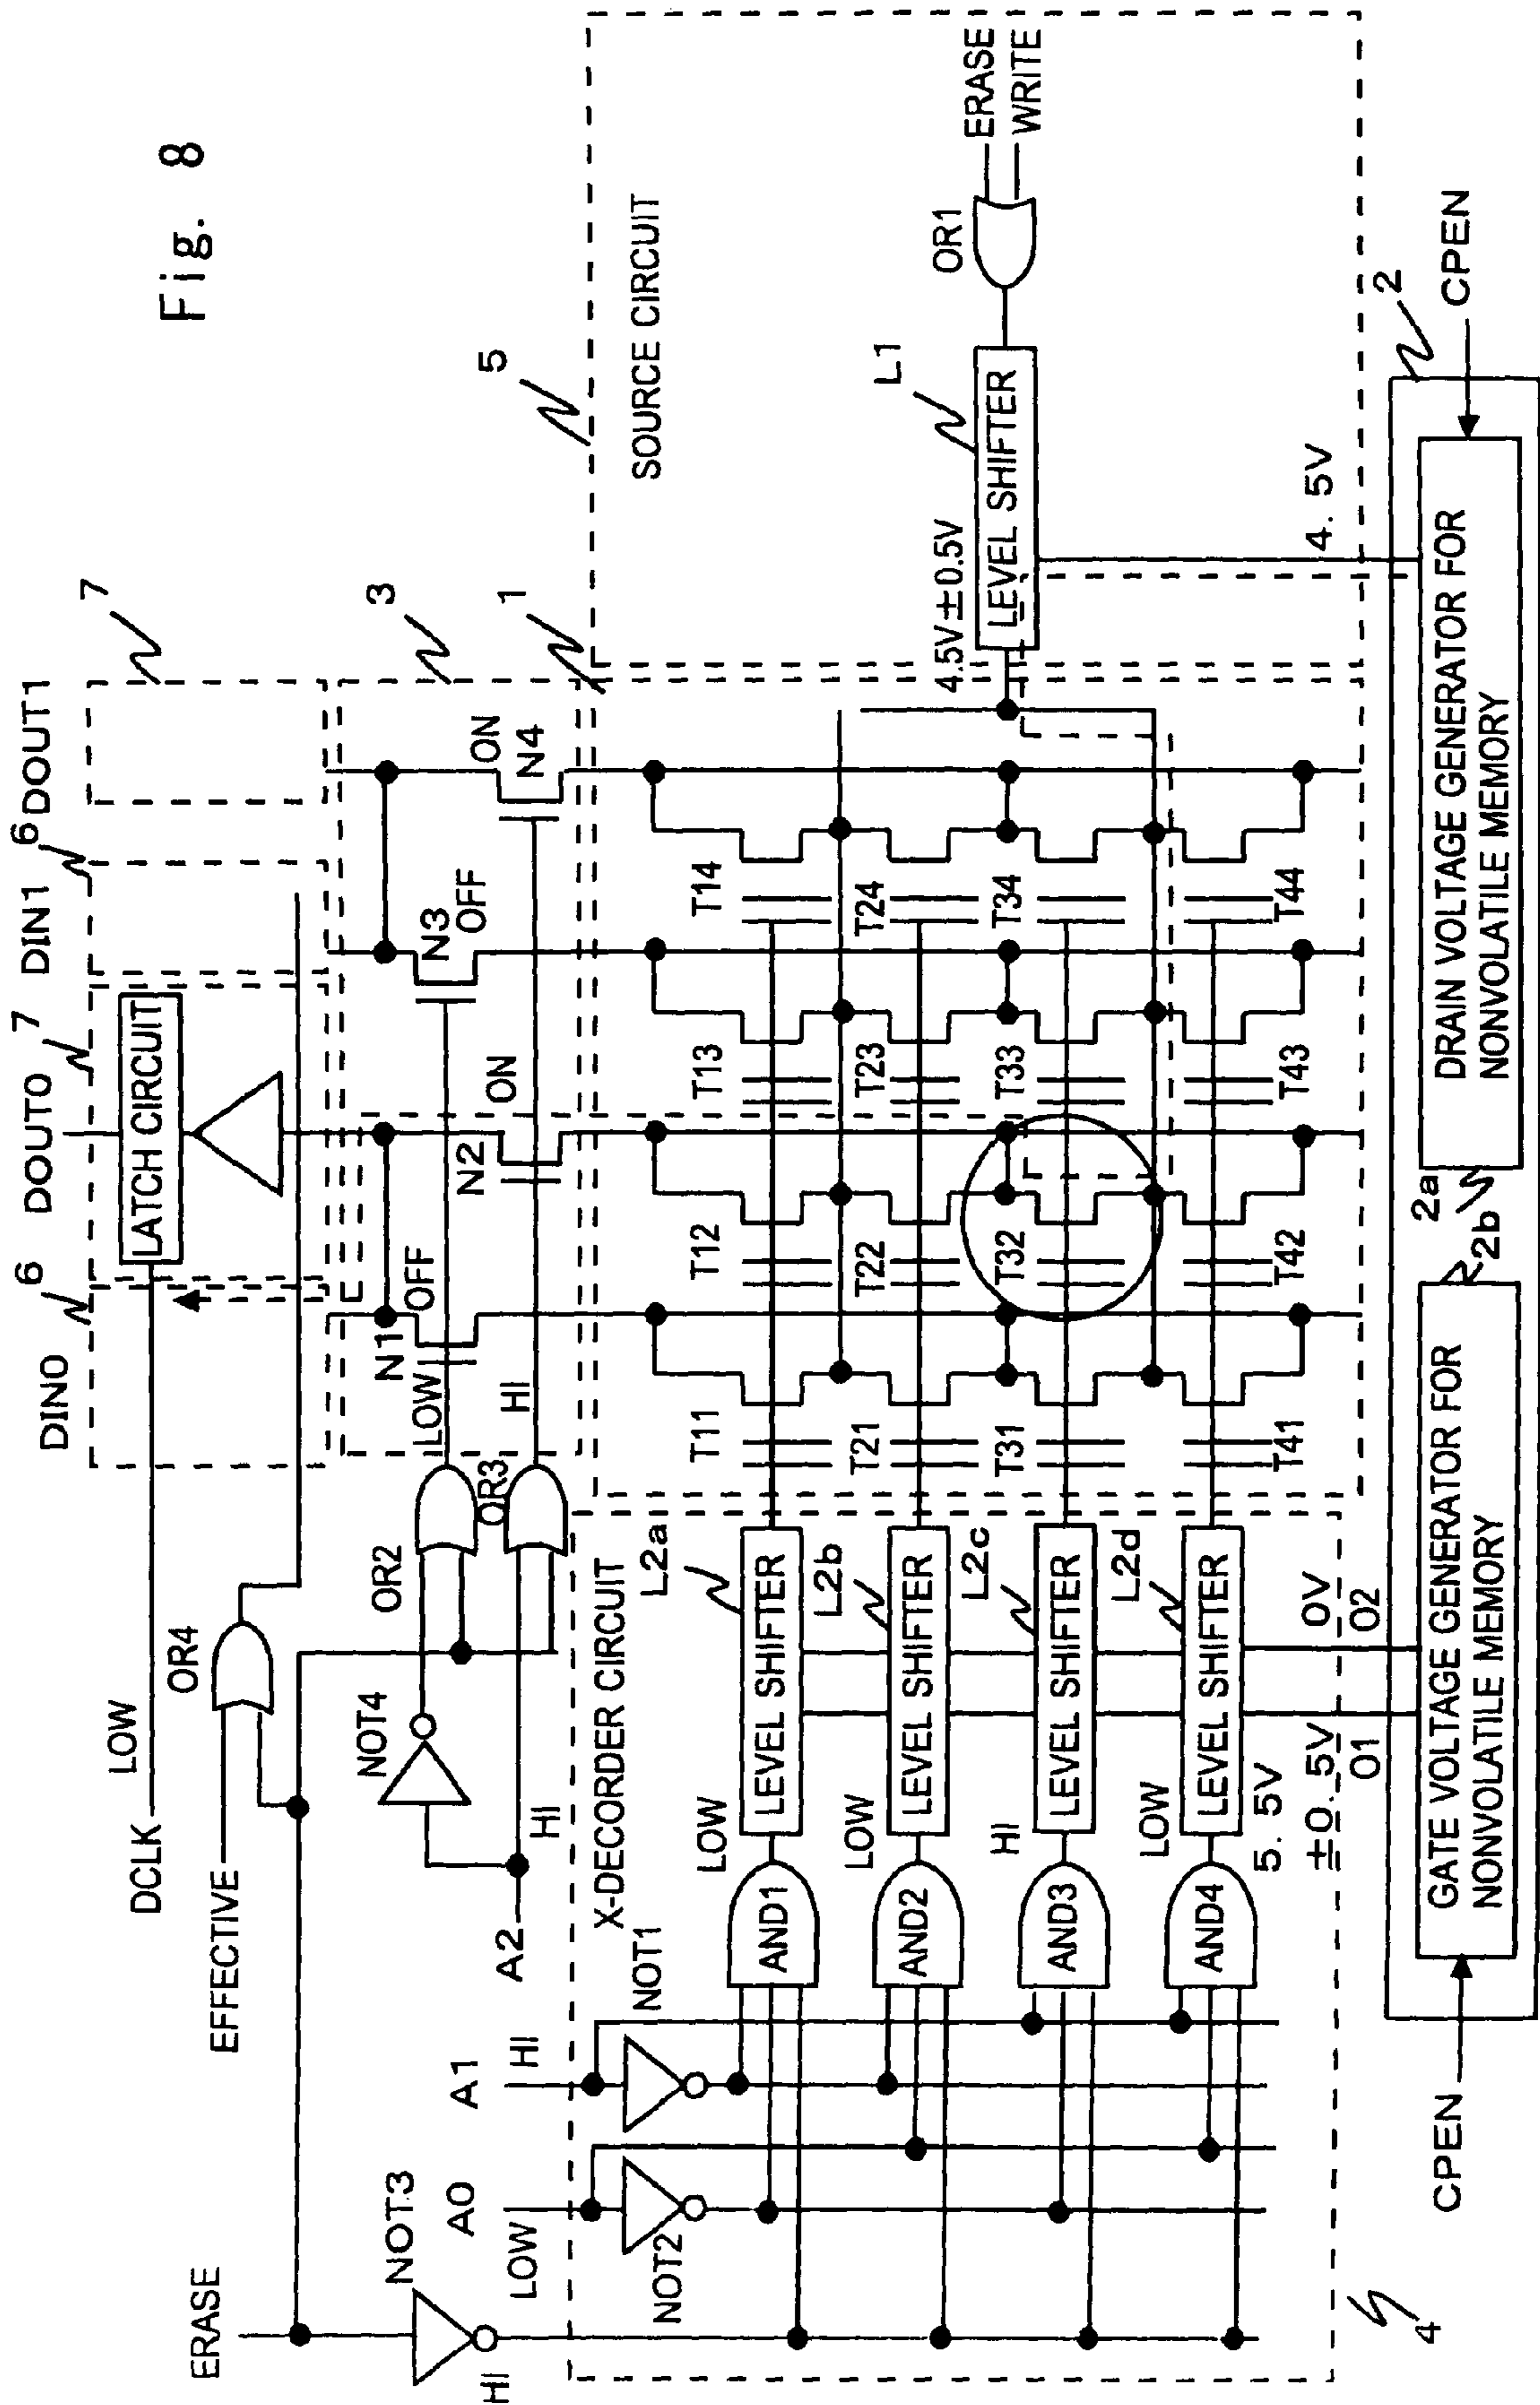 Fig. 8
DIN0
6
DOUT0
7
DIN1
6
DOUT1
7
LATCH CIRCUIT
DCLK
LOW
EFFECTIVE
OR4
ERASE
NOT3
HI
A2
HI
NOT4
OR2
OR3
LOW
HI
N1
OFF
N2
ON
N3
OFF
N4
ON
3
1
5
SOURCE CIRCUIT
ERASE
WRITE
OR1
L1
LEVEL SHIFTER
4.5V±0.5V
4. 5V
X-DECORDER CIRCUIT
A0
LOW
NOT2
A1
HI
NOT1
AND1
LOW
LEVEL SHIFTER
L2a
AND2
LOW
LEVEL SHIFTER
L2b
AND3
HI
LEVEL SHIFTER
L2c
AND4
LOW
LEVEL SHIFTER
L2d
T11
T12
T13
T14
T21
T22
T23
T24
T31
T32
T33
T34
T41
T42
T43
T44
5. 5V
±0. 5V
O1
0V
O2
4
CPEN
GATE VOLTAGE GENERATOR FOR
NONVOLATILE MEMORY
2b
2a
DRAIN VOLTAGE GENERATOR FOR
NONVOLATILE MEMORY
2
CPEN